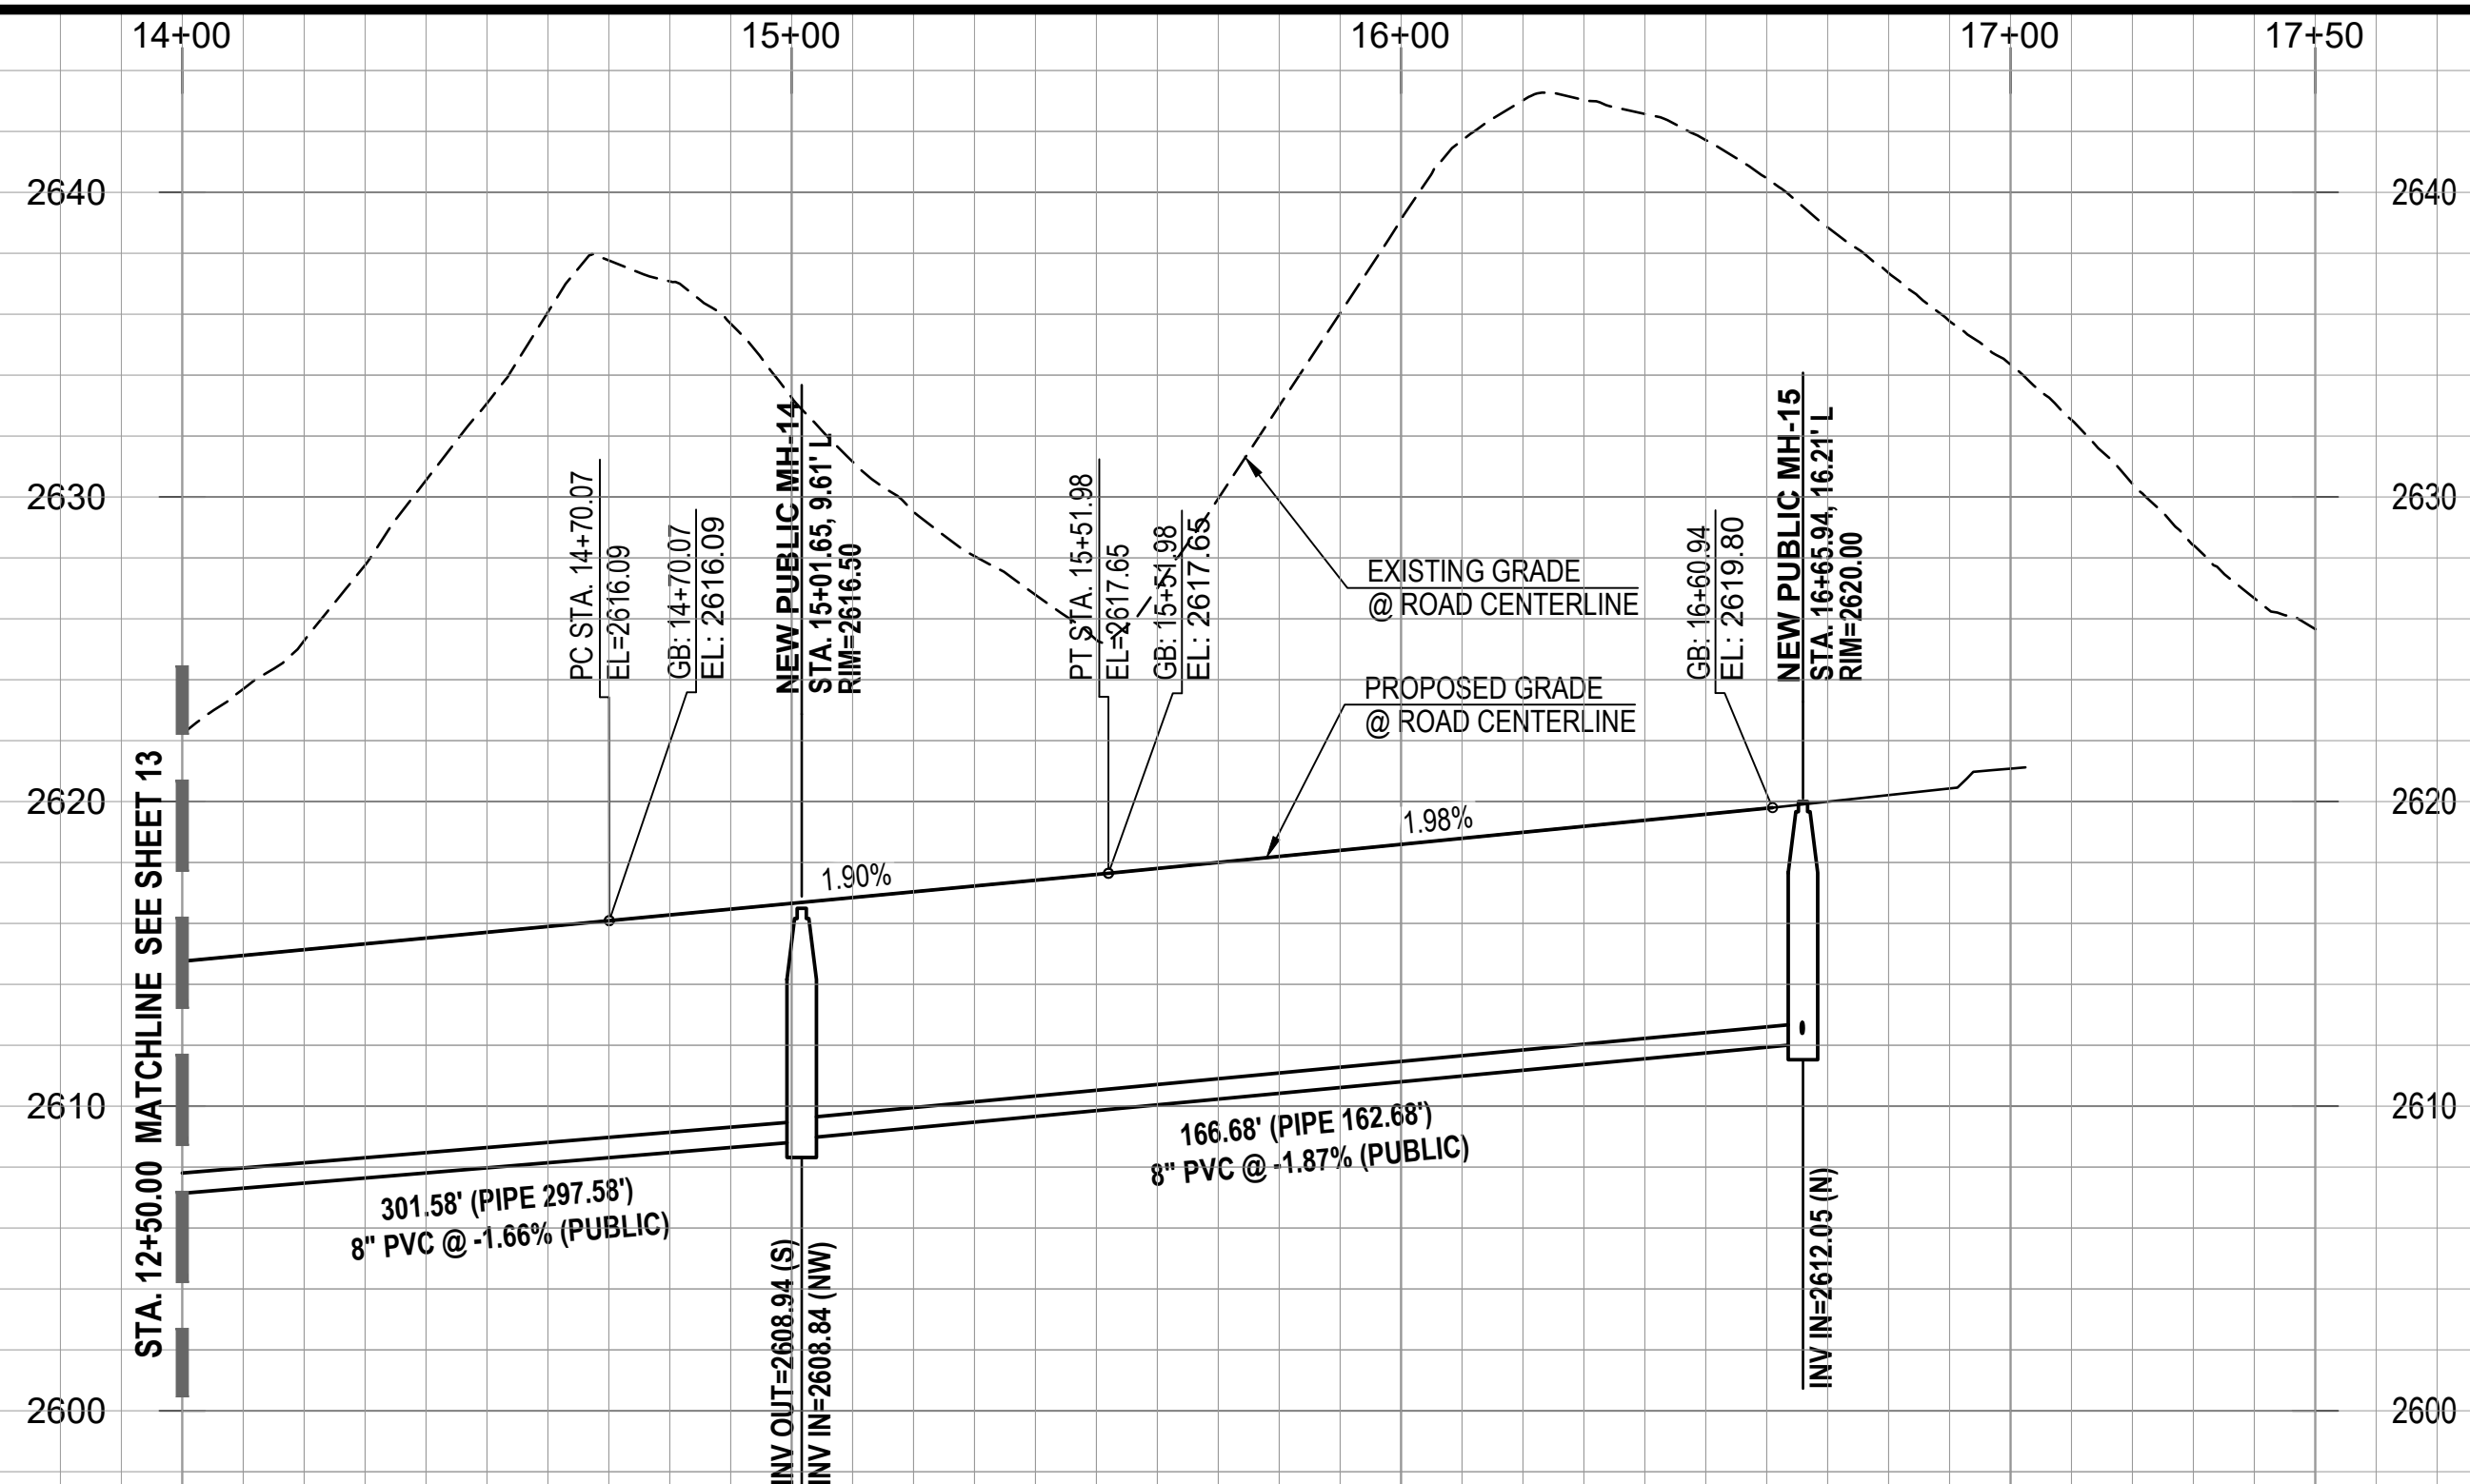 14+00
15+00
16+00
17+00
17+50
2640
2640
2630
2630
2620
2620
2610
2610
2600
2600
STA. 12+50.00 MATCHLINE SEE SHEET 13
PC STA. 14+70.07
EL=2616.09
GB: 14+70.07
EL: 2616.09
NEW PUBLIC MH-14
STA. 15+01.65, 9.61' L
RIM=2616.50
PT STA. 15+51.98
EL=2617.65
GB: 15+51.98
EL: 2617.65
EXISTING GRADE
@ ROAD CENTERLINE
PROPOSED GRADE
@ ROAD CENTERLINE
GB: 16+60.94
EL: 2619.80
NEW PUBLIC MH-15
STA. 16+65.94, 16.21' L
RIM=2620.00
1.90%
1.98%
301.58' (PIPE 297.58')
8" PVC @ -1.66% (PUBLIC)
166.68' (PIPE 162.68')
8" PVC @ -1.87% (PUBLIC)
INV OUT=2608.94 (S)
INV IN=2608.84 (NW)
INV IN=2612.05 (N)